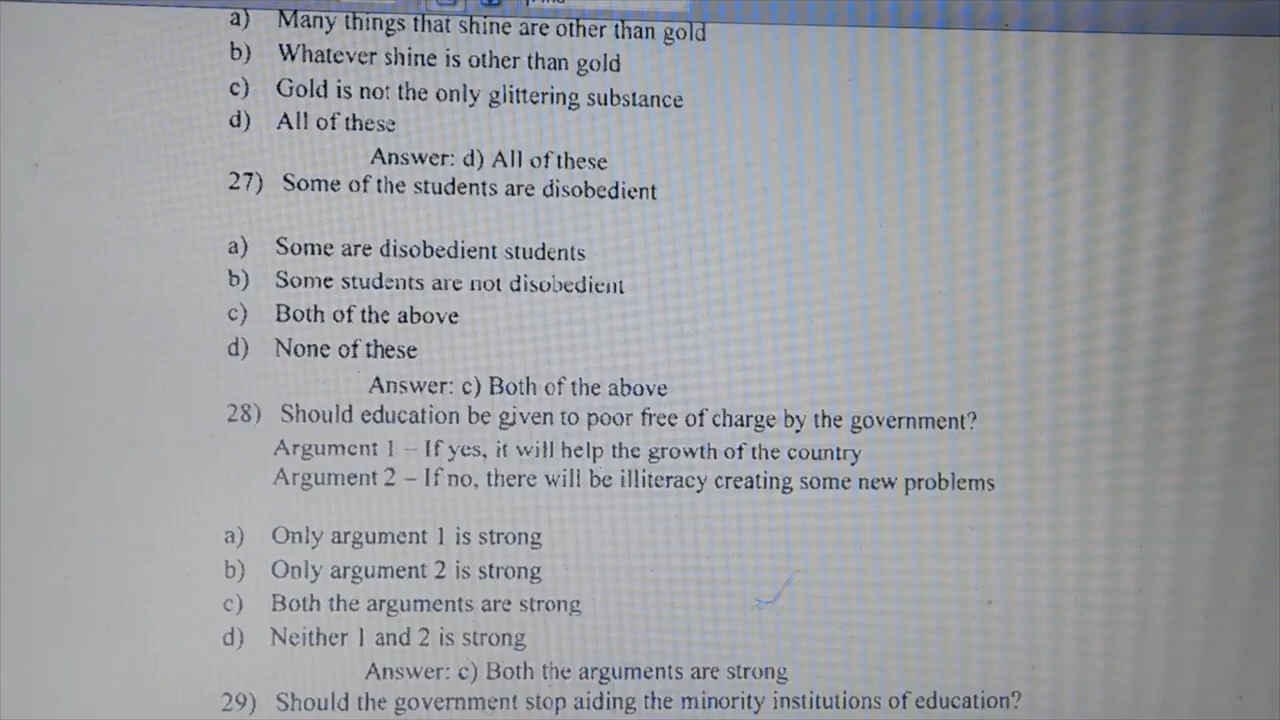 a) Many things that shine are other than gold
b) Whatever shine is other than gold
c) Gold is not the only glittering substance
d) All of these
Answer: d) All of these
27) Some of the students are disobedient
a) Some are disobedient students
b) Some students are not disobedient
c) Both of the above
d) None of these
Answer: c) Both of the above
28) Should education be given to poor free of charge by the government?
Argument 1 – If yes, it will help the growth of the country
Argument 2 – If no, there will be illiteracy creating some new problems
a) Only argument 1 is strong
b) Only argument 2 is strong
c) Both the arguments are strong
d) Neither 1 and 2 is strong
Answer: c) Both the arguments are strong
29) Should the government stop aiding the minority institutions of education?